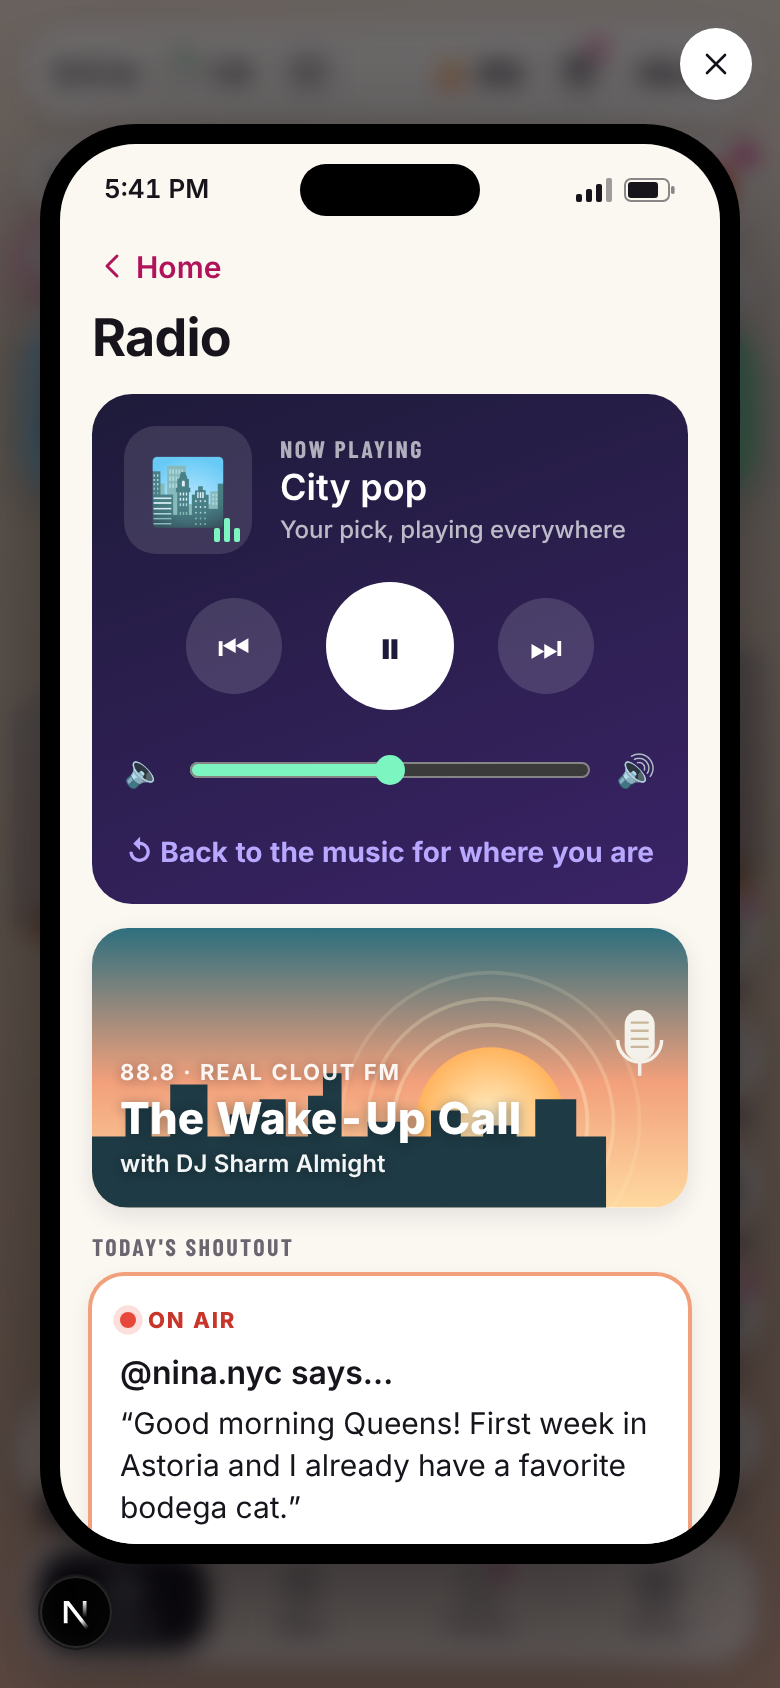 5:41 PM
Home
Radio
NOW PLAYING
City pop
Your pick, playing everywhere
Back to the music for where you are
88.8 · REAL CLOUT FM
The Wake-Up Call
with DJ Sharm Almight
TODAY'S SHOUTOUT
ON AIR
@nina.nyc says...
“Good morning Queens! First week in
Astoria and I already have a favorite
bodega cat.”
N